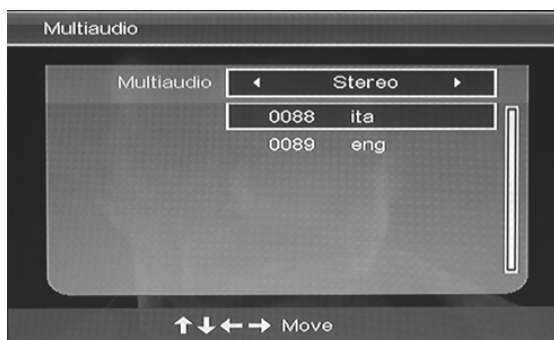 Multiaudio
Multiaudio Stereo
0088 ita
0089 eng
Move